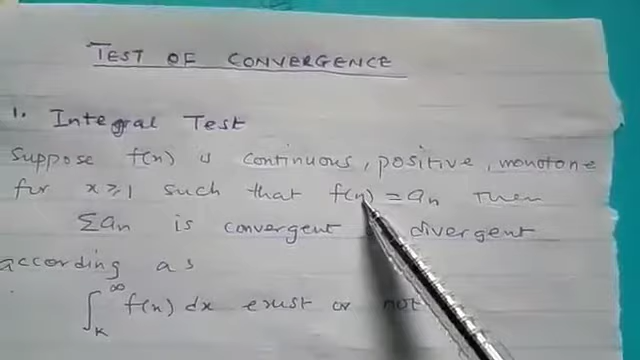 TEST OF CONVERGENCE
1. Integral Test
Suppose f(x) is continuous, positive, monotone
for x ≥ 1 such that f(n) = aₙ Then
Σaₙ is convergent divergent
according as
∫ₖ^∞ f(x) dx exist or not